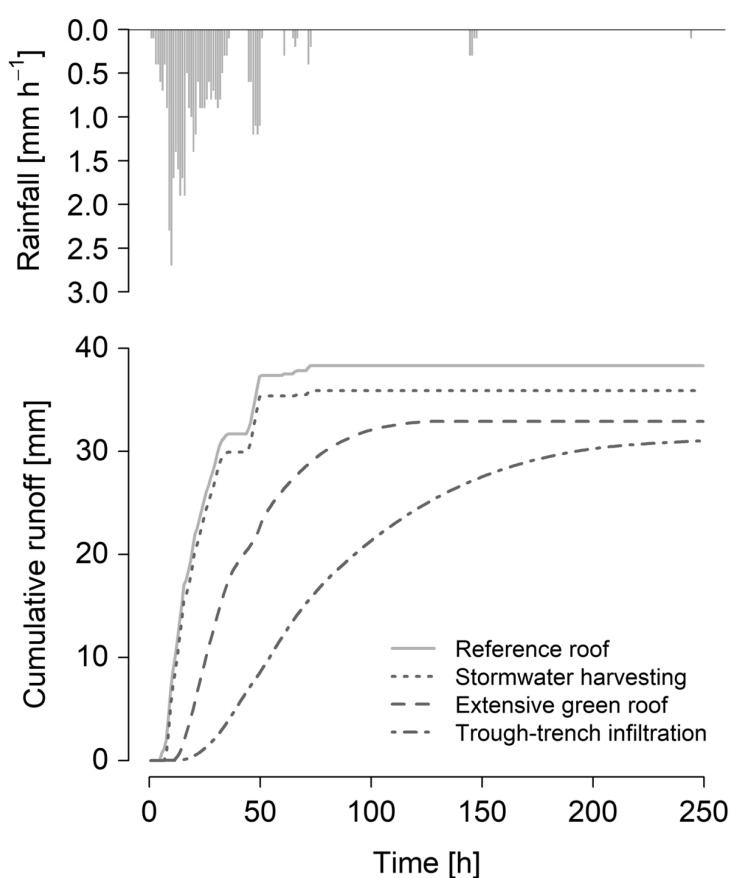 Rainfall [mm h⁻¹]
0.0
0.5
1.0
1.5
2.0
2.5
3.0
Cumulative runoff [mm]
40
30
20
10
0
Reference roof
Stormwater harvesting
Extensive green roof
Trough-trench infiltration
0 50 100 150 200 250
Time [h]